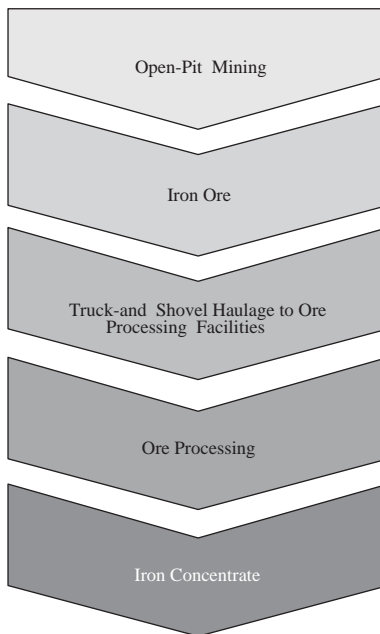 Open-Pit Mining
Iron Ore
Truck-and Shovel Haulage to Ore
Processing Facilities
Ore Processing
Iron Concentrate